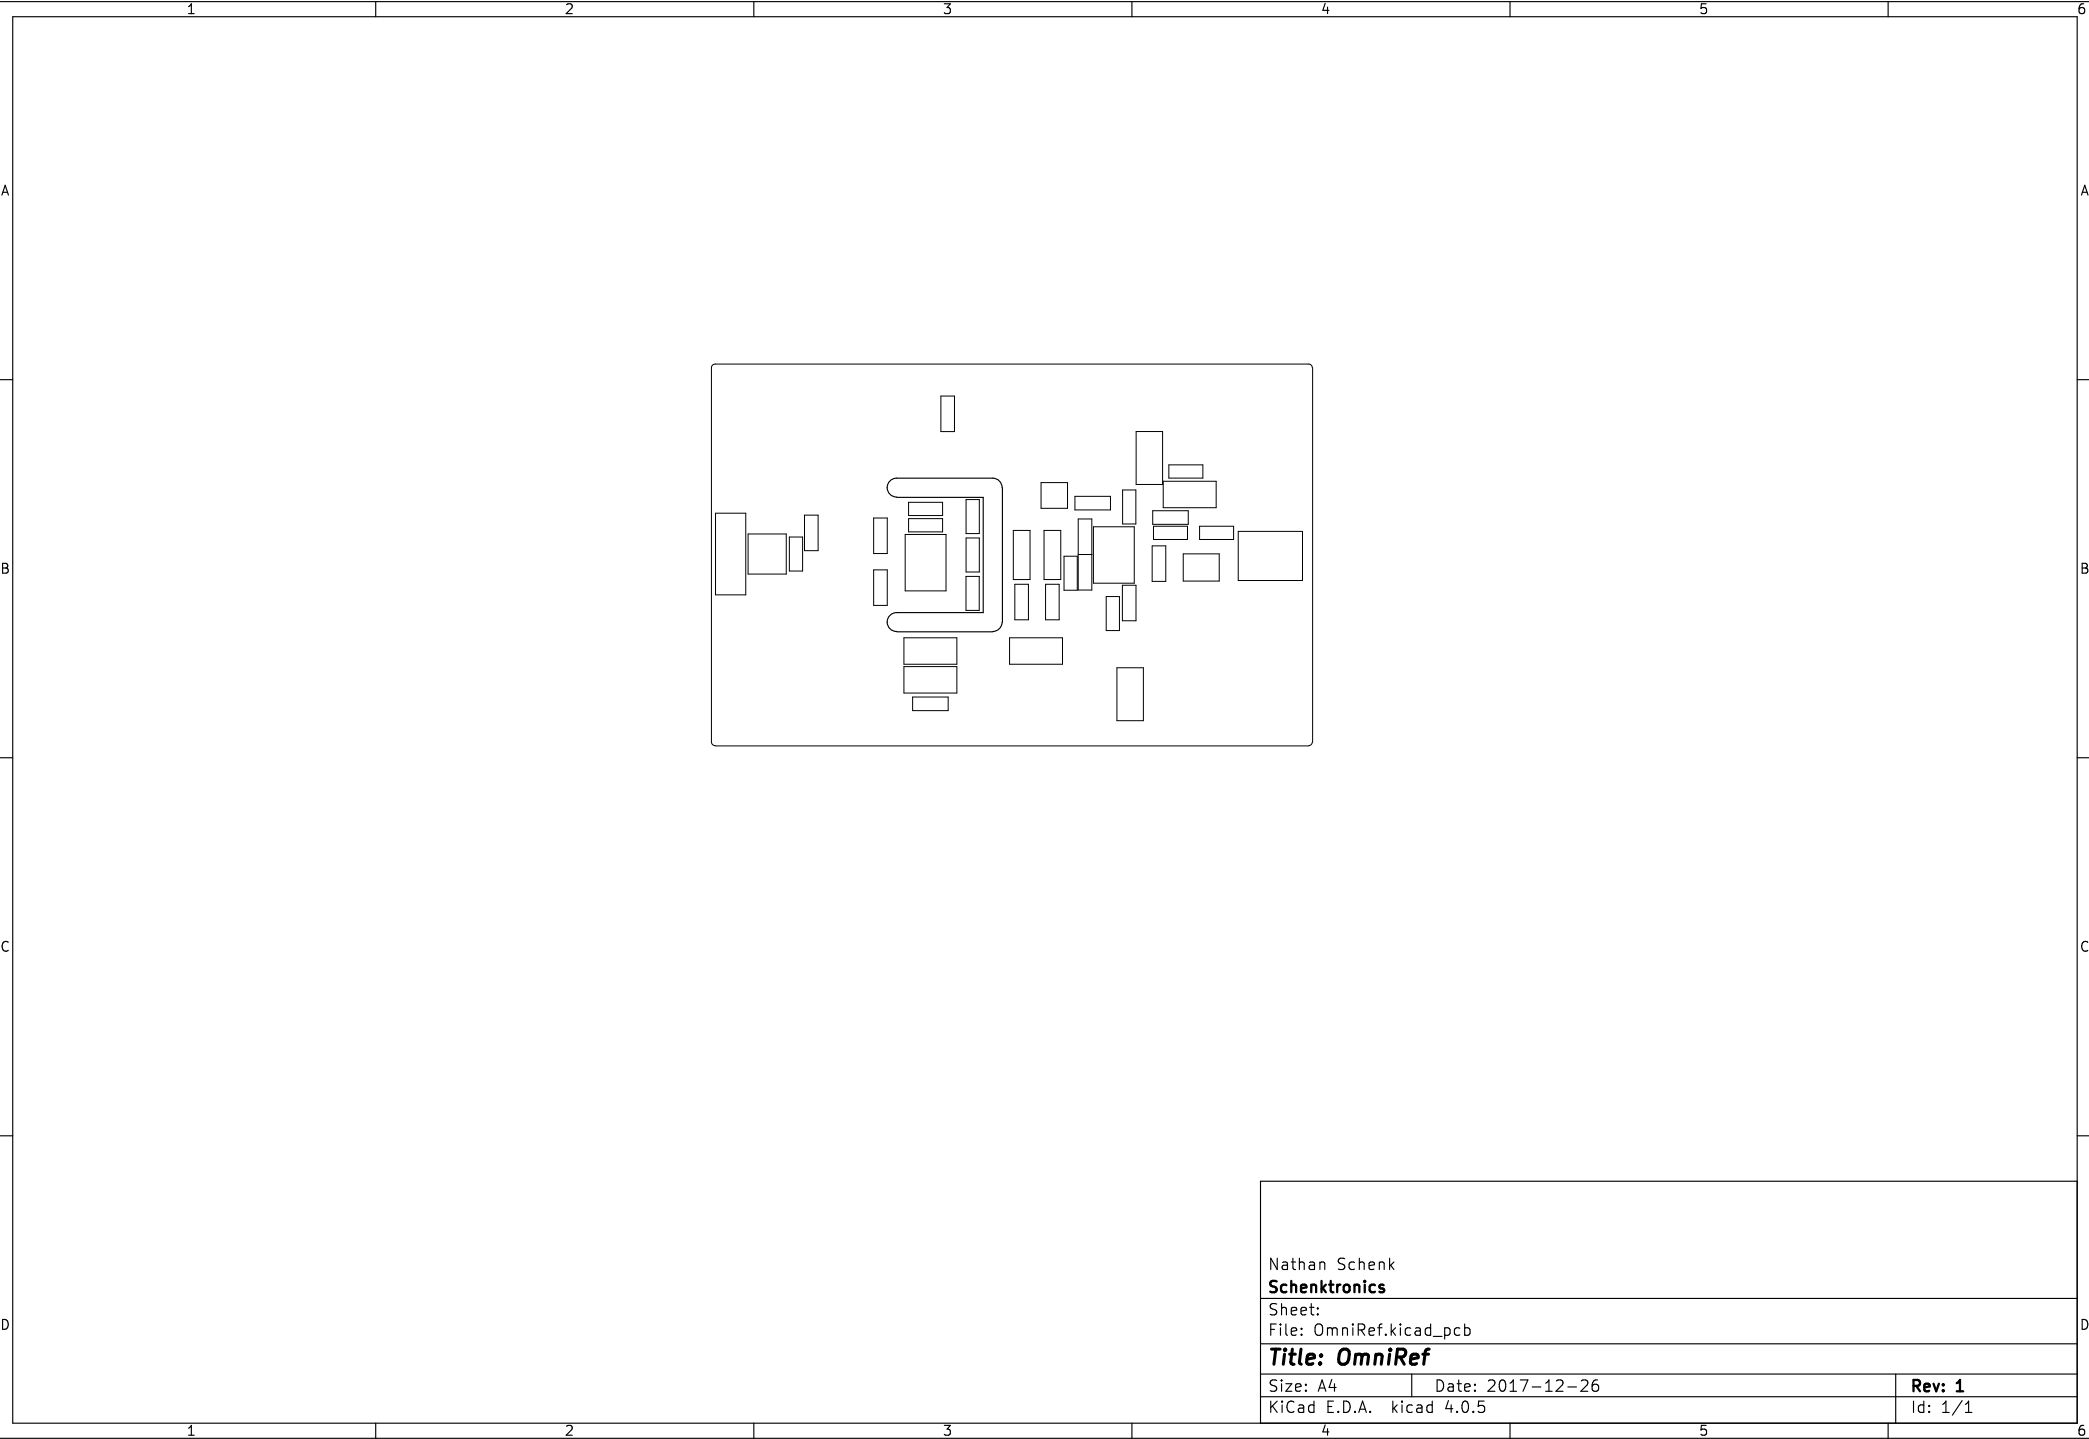 1 2 3 4 5 6
A A
B B
C C
D D
Nathan Schenk
Schenktronics
Sheet:
File: OmniRef.kicad_pcb
Title: OmniRef
Size: A4 Date: 2017-12-26 Rev: 1
KiCad E.D.A. kicad 4.0.5 Id: 1/1
1 2 3 4 5 6